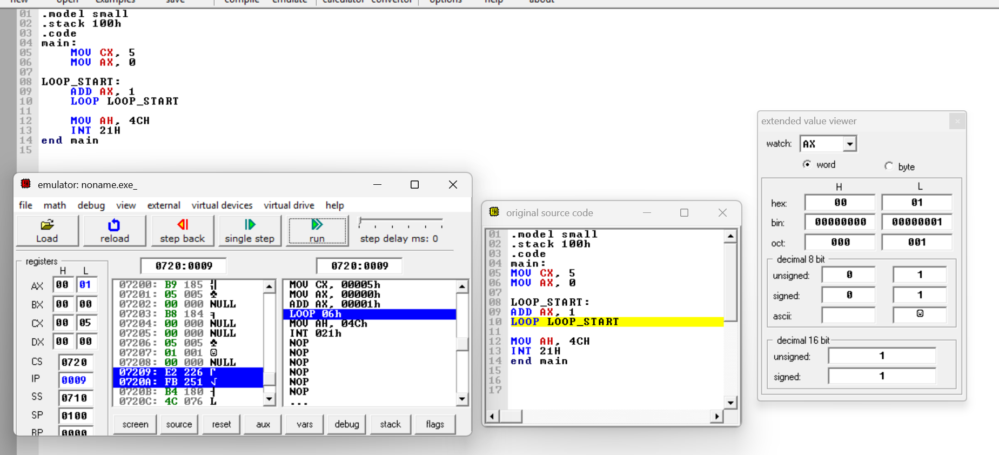 new open examples save compile emulate calculator convertor options help about
01 .model small
02 .stack 100h
03 .code
04 main:
05 MOV CX, 5
06 MOV AX, 0
07
08 LOOP_START:
09 ADD AX, 1
10 LOOP LOOP_START
11
12 MOV AH, 4CH
13 INT 21H
14 end main
15
emulator: noname.exe_
file math debug view external virtual devices virtual drive help
Load reload step back single step run step delay ms: 0
registers
H L
AX 00 01
BX 00 00
CX 00 05
DX 00 00
CS 0720
IP 0009
SS 0710
SP 0100
BP 0000
0720:0009
07200: B9 185 ╣
07201: 05 005 ♣
07202: 00 000 NULL
07203: B8 184 ╕
07204: 00 000 NULL
07205: 00 000 NULL
07206: 05 005 ♣
07207: 01 001 ☺
07208: 00 000 NULL
07209: E2 226 Γ
0720A: FB 251 √
0720B: B4 180 ┤
0720C: 4C 076 L
0720:0009
MOV CX, 00005h
MOV AX, 00000h
ADD AX, 00001h
LOOP 06h
MOV AH, 04Ch
INT 021h
NOP
NOP
NOP
NOP
NOP
NOP
...
screen source reset aux vars debug stack flags
original source code
01 .model small
02 .stack 100h
03 .code
04 main:
05 MOV CX, 5
06 MOV AX, 0
07
08 LOOP_START:
09 ADD AX, 1
10 LOOP LOOP_START
11
12 MOV AH, 4CH
13 INT 21H
14 end main
15
16
17
extended value viewer
watch: AX
word byte
H L
hex: 00 01
bin: 00000000 00000001
oct: 000 001
decimal 8 bit
unsigned: 0 1
signed: 0 1
ascii: ☺
decimal 16 bit
unsigned: 1
signed: 1